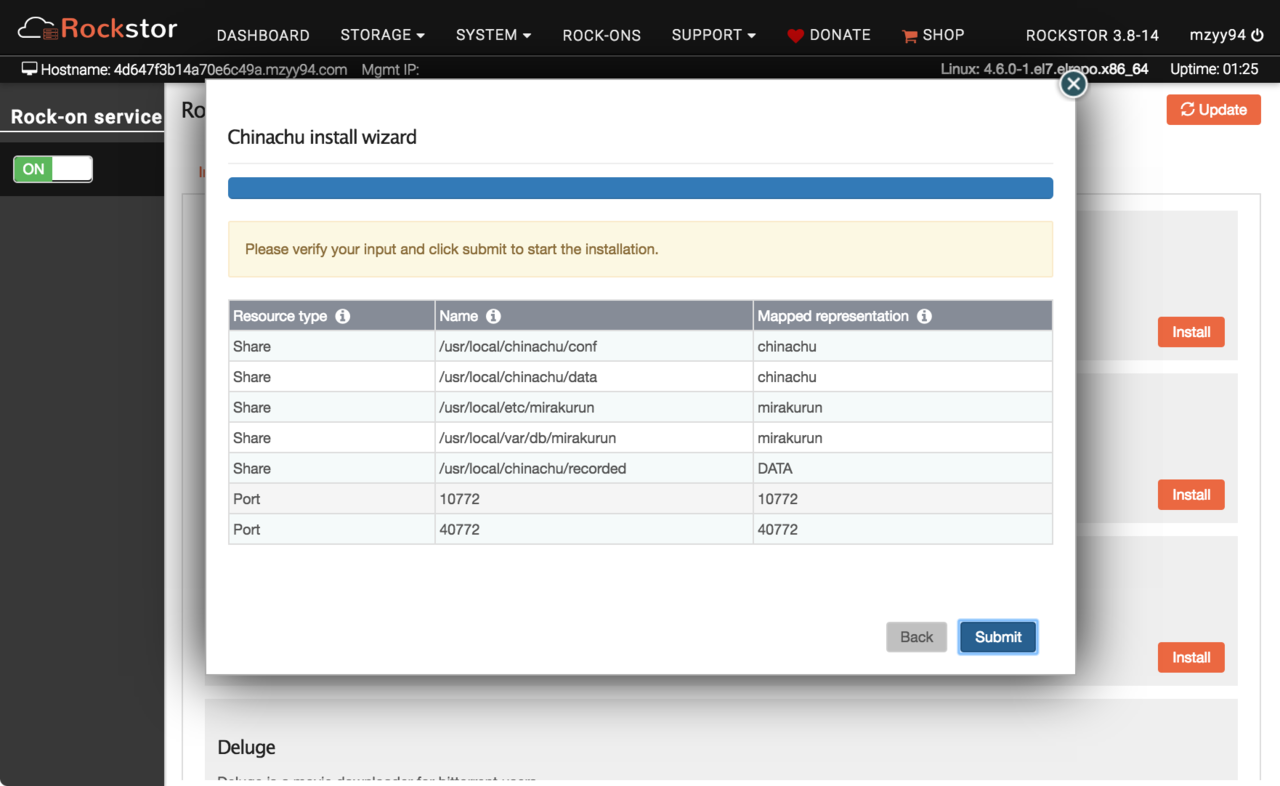 Rockstor
DASHBOARD STORAGE SYSTEM ROCK-ONS SUPPORT DONATE SHOP ROCKSTOR 3.8-14 mzyy94
Hostname: 4d647f3b14a70e6c49a.mzyy94.com Mgmt IP: Linux: 4.6.0-1.el7.elrepo.x86_64 Uptime: 01:25
Rock-on service
ON
Ro
Update
Chinachu install wizard
Please verify your input and click submit to start the installation.
Resource type Name Mapped representation
Share /usr/local/chinachu/conf chinachu
Share /usr/local/chinachu/data chinachu
Share /usr/local/etc/mirakurun mirakurun
Share /usr/local/var/db/mirakurun mirakurun
Share /usr/local/chinachu/recorded DATA
Port 10772 10772
Port 40772 40772
Back Submit
Install
Install
Install
Deluge